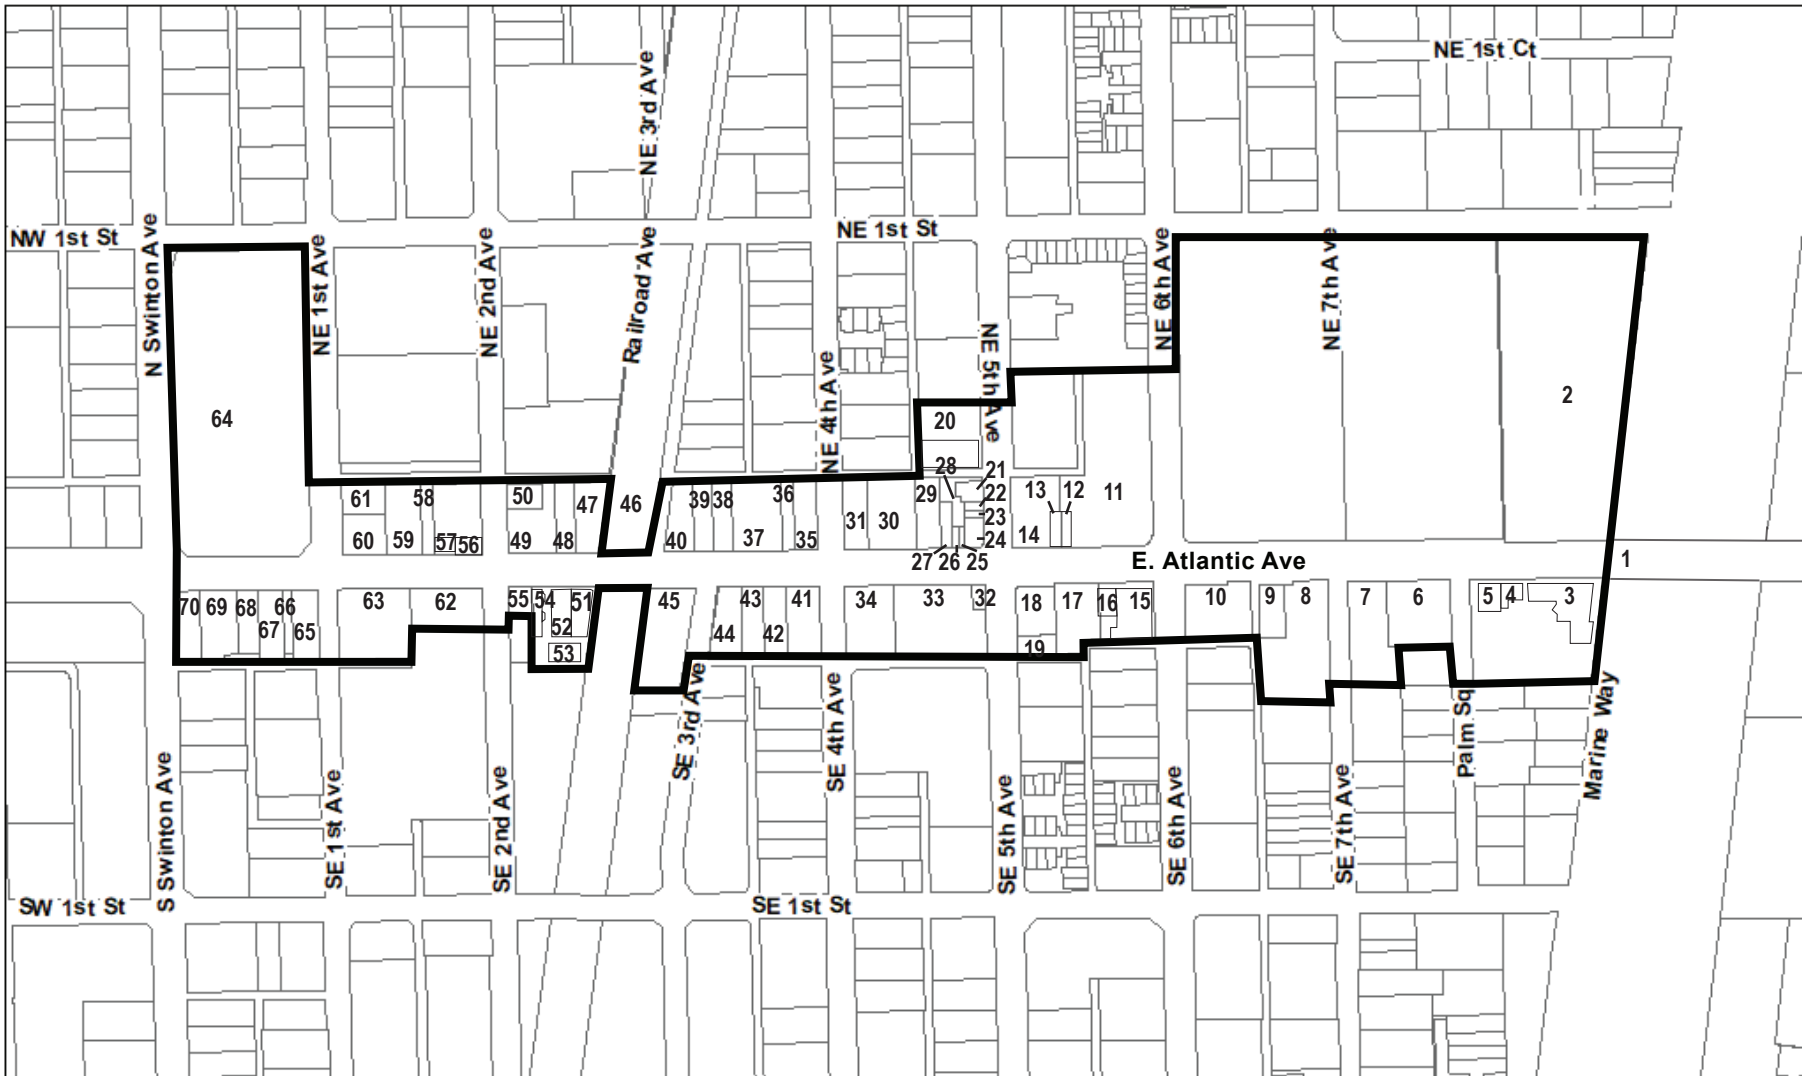 NE 1st Ct
NE 3rd Ave
NW 1st St
N Swinton Ave
NE 1st Ave
NE 2nd Ave
Railroad Ave
NE 1st St
NE 4th Ave
NE 5th Ave
NE 6th Ave
NE 7th Ave
64
2
20
28
21
61
58
50
47
46
39
38
36
29
22
13
12
11
31
30
23
60
59
57
56
49
48
40
37
35
14
24
27
26
25
E. Atlantic Ave
1
70
69
68
66
63
62
55
54
51
45
43
41
34
33
32
18
17
16
15
10
9
8
7
6
5
4
3
67
65
52
44
42
53
19
S Swinton Ave
SE 1st Ave
SE 2nd Ave
SE 3rd Ave
SE 4th Ave
SE 5th Ave
SE 6th Ave
SE 7th Ave
Palm Sq
Marine Way
SW 1st St
SE 1st St